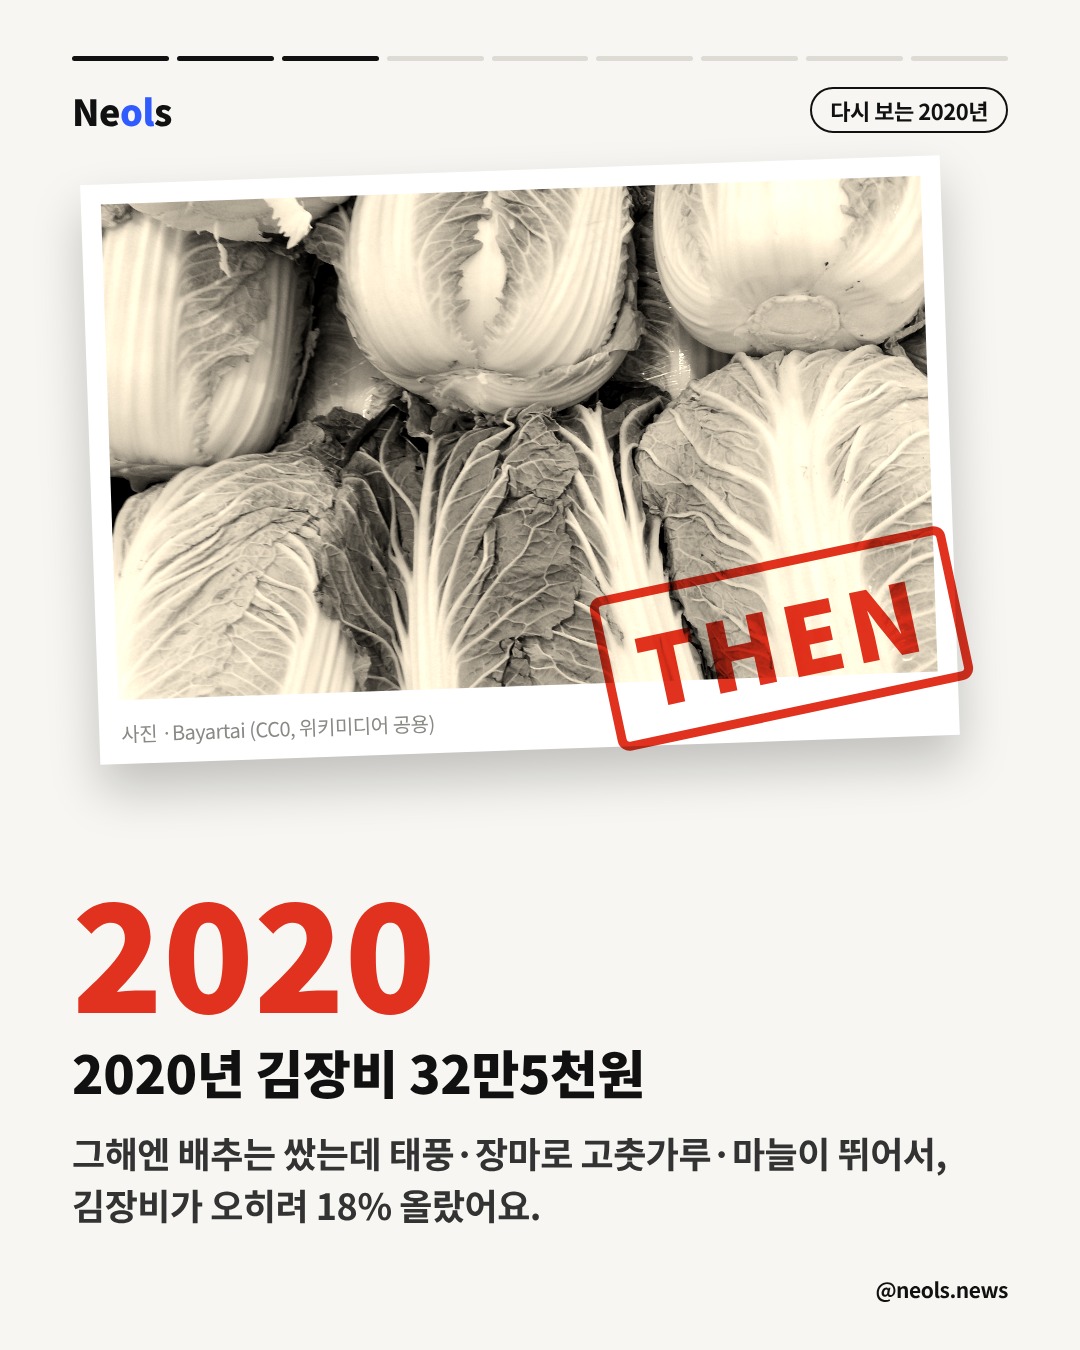 Neols
다시 보는 2020년
사진 · Bayartai (CC0, 위키미디어 공용)
THEN
2020
2020년 김장비 32만5천원
그해엔 배추는 쌌는데 태풍·장마로 고춧가루·마늘이 뛰어서,
김장비가 오히려 18% 올랐어요.
@neols.news